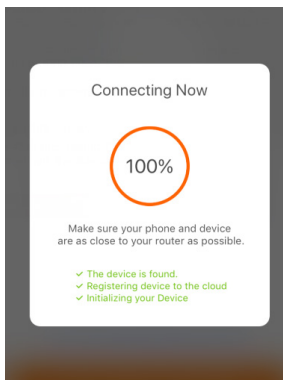 Connecting Now
100%
Make sure your phone and device
are as close to your router as possible.
✓ The device is found.
✓ Registering device to the cloud
✓ Initializing your Device